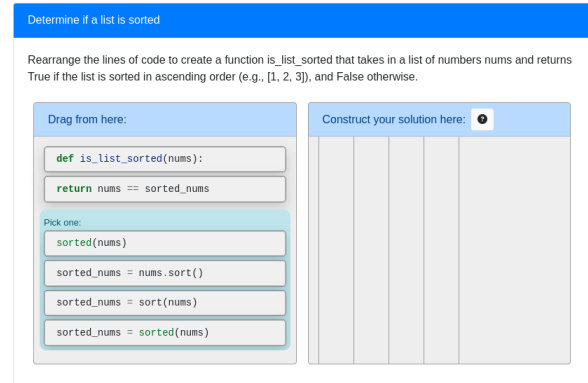 Determine if a list is sorted
Rearrange the lines of code to create a function is_list_sorted that takes in a list of numbers nums and returns
True if the list is sorted in ascending order (e.g., [1, 2, 3]), and False otherwise.
Drag from here:
def is_list_sorted(nums):
return nums == sorted_nums
Pick one:
sorted(nums)
sorted_nums = nums.sort()
sorted_nums = sort(nums)
sorted_nums = sorted(nums)
Construct your solution here: ?